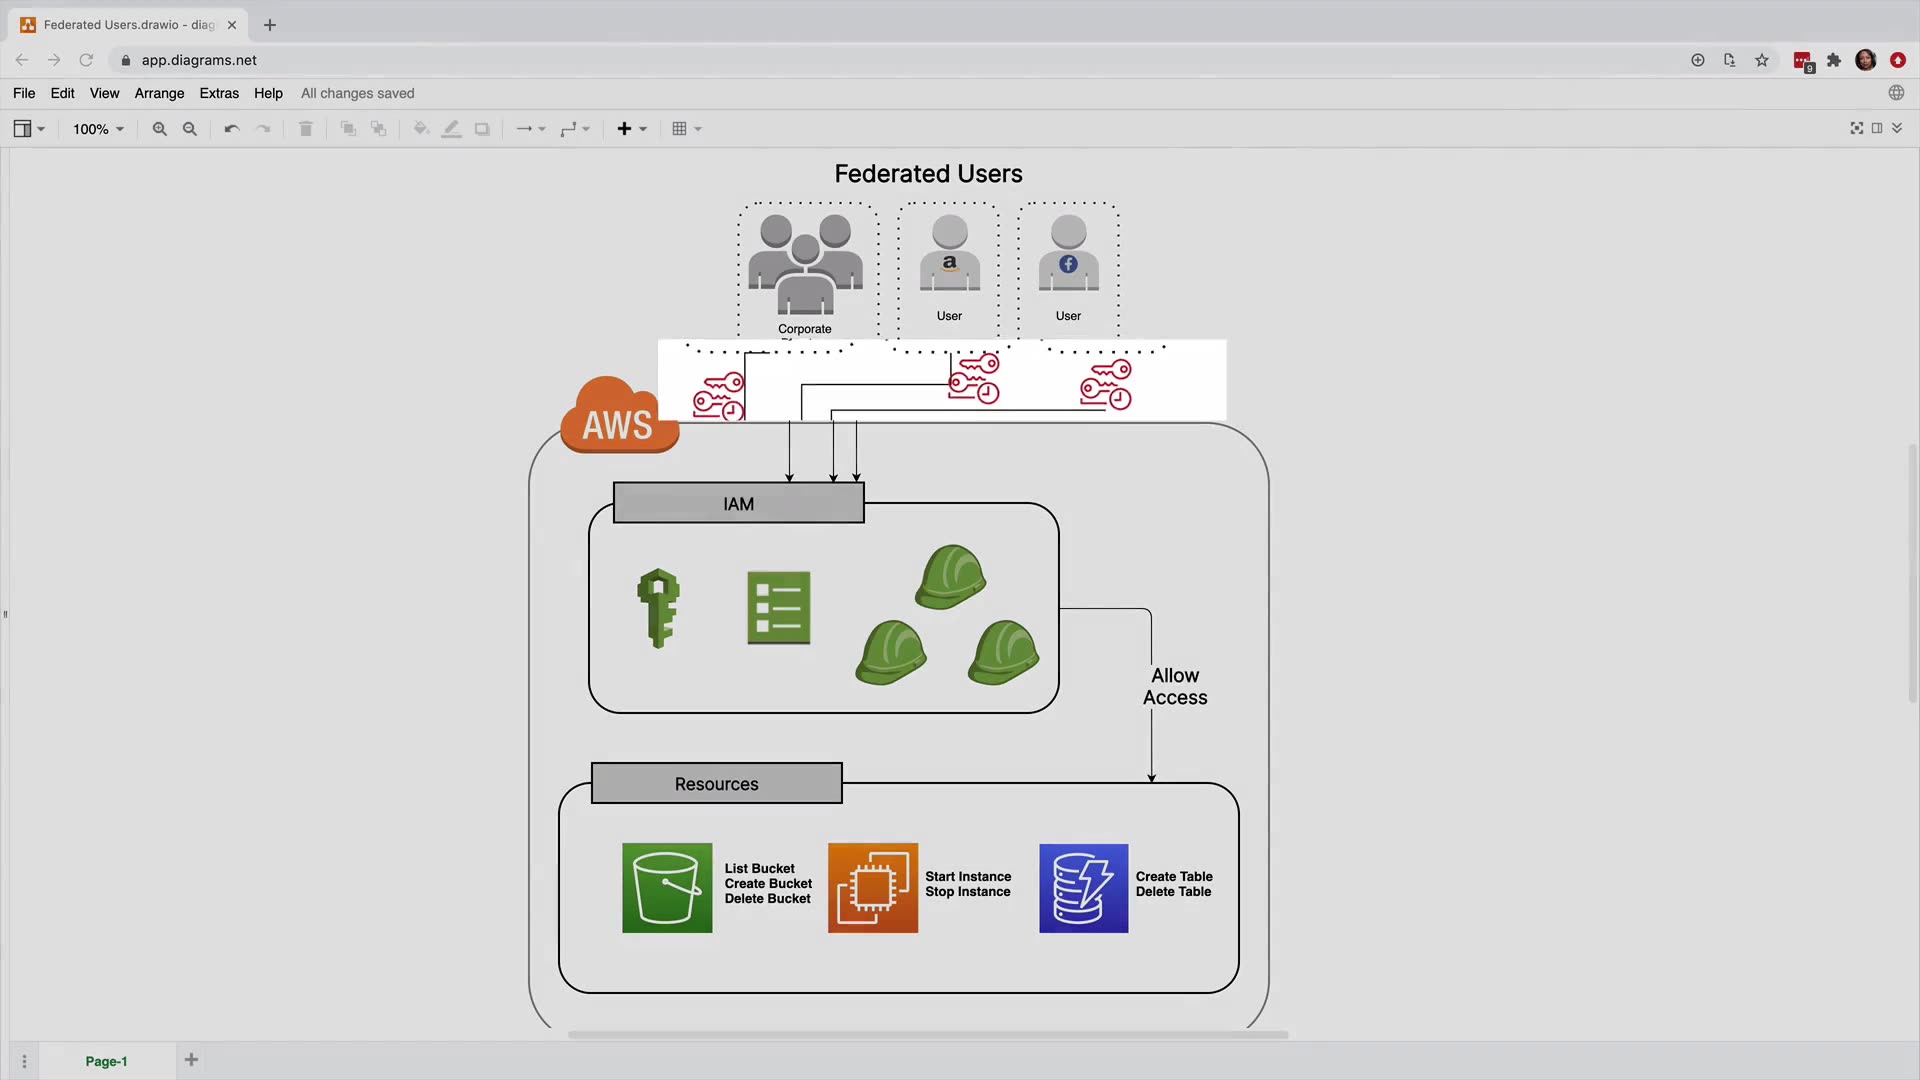 Federated Users.drawio - diag
app.diagrams.net
9
File Edit View Arrange Extras Help All changes saved
100%
Federated Users
a
f
User
User
Corporate
AWS
IAM
Allow
Access
Resources
List Bucket
Create Bucket
Delete Bucket
Start Instance
Stop Instance
Create Table
Delete Table
Page-1